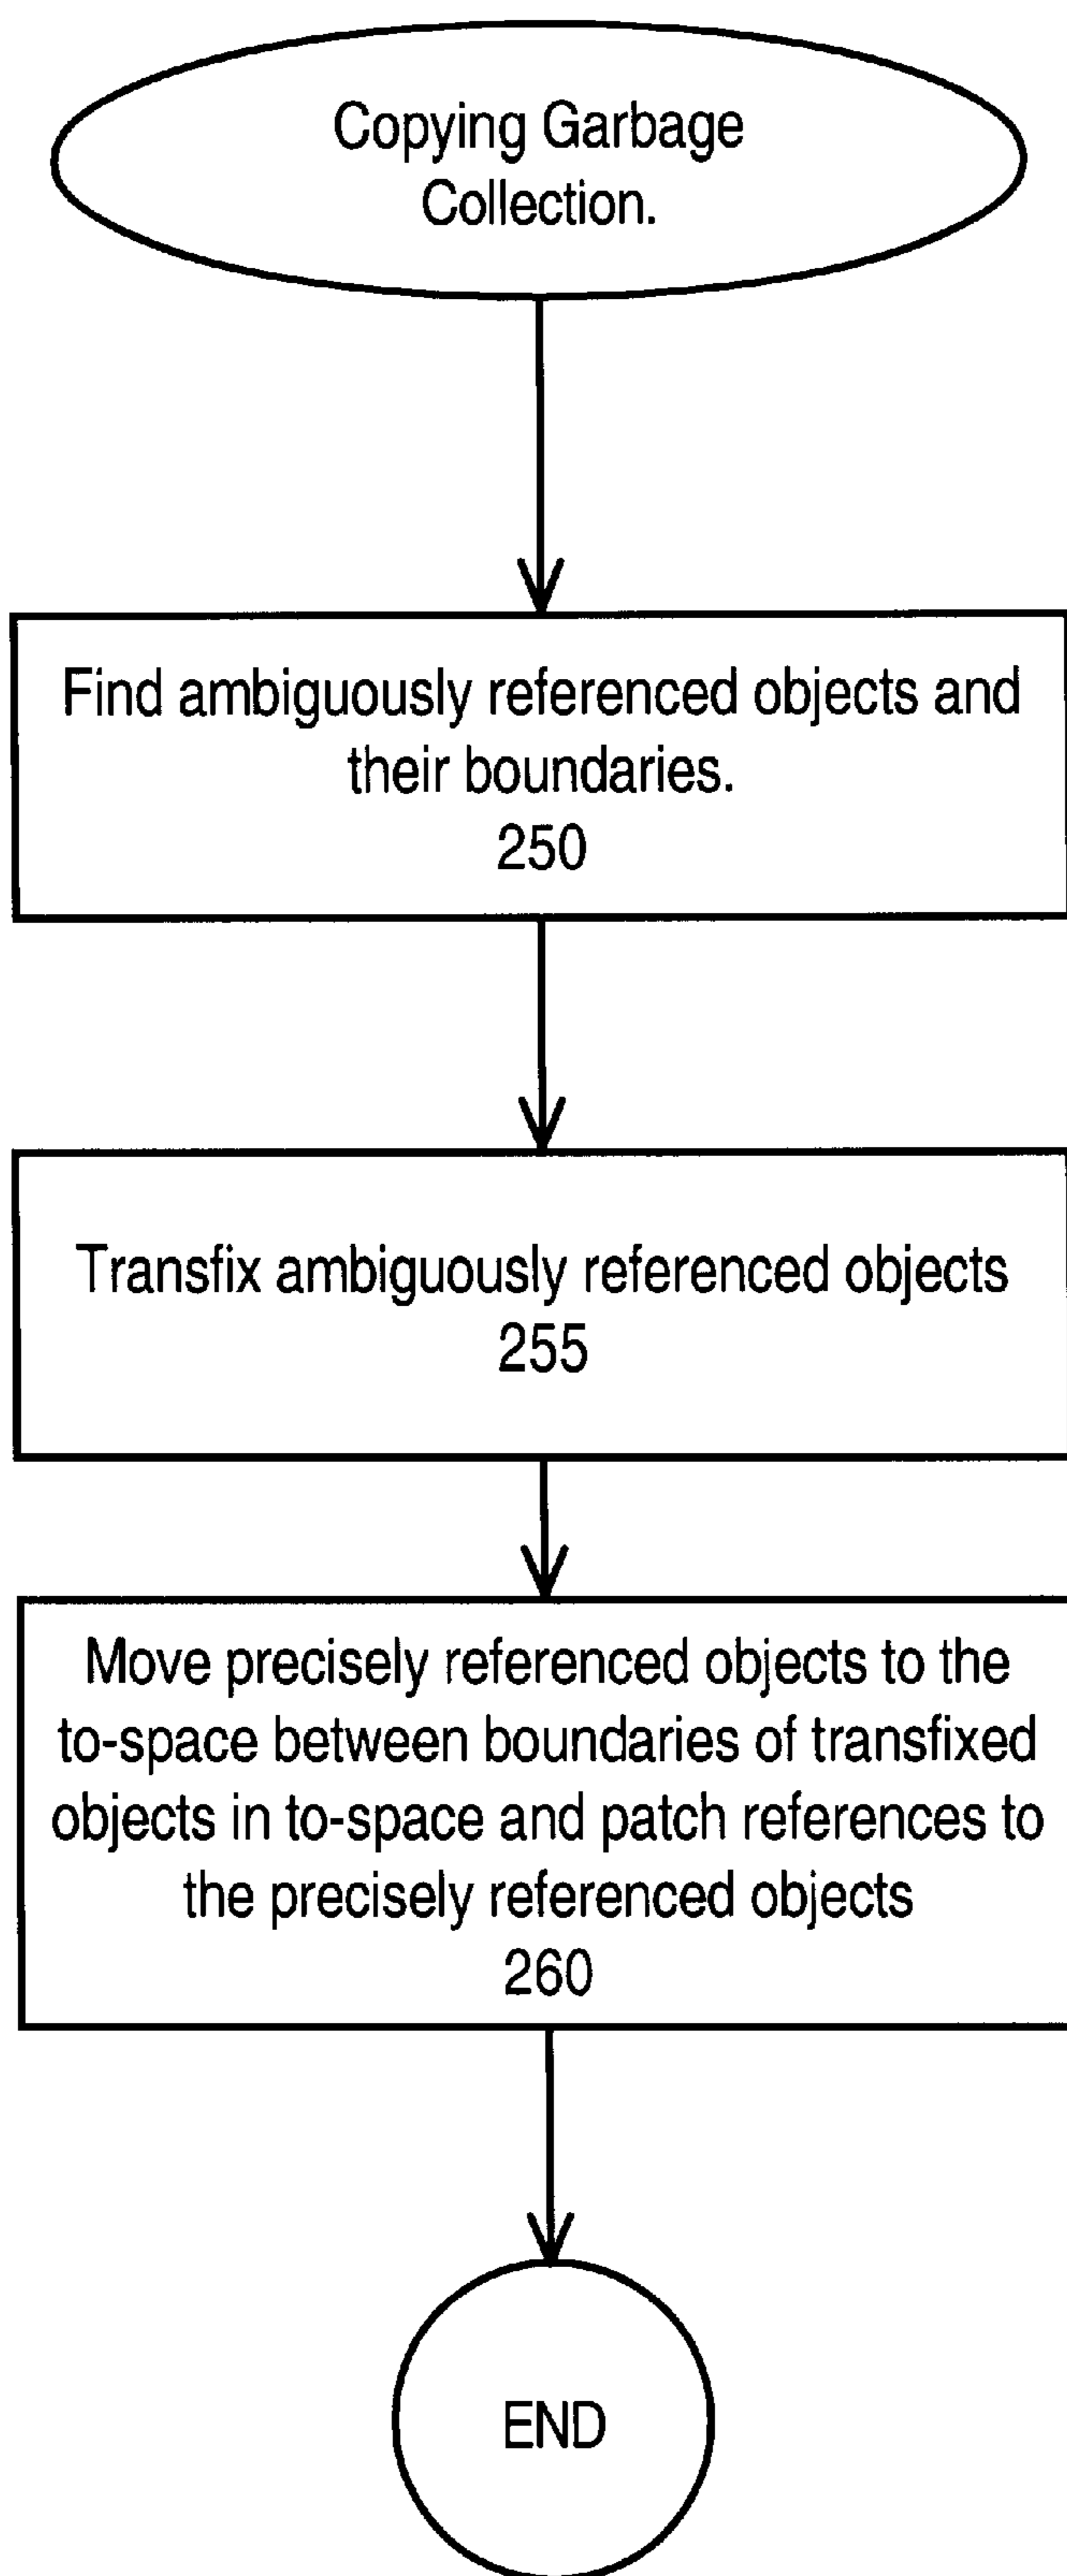 Copying Garbage
Collection.
Find ambiguously referenced objects and
their boundaries.
250
Transfix ambiguously referenced objects
255
Move precisely referenced objects to the
to-space between boundaries of transfixed
objects in to-space and patch references to
the precisely referenced objects
260
END